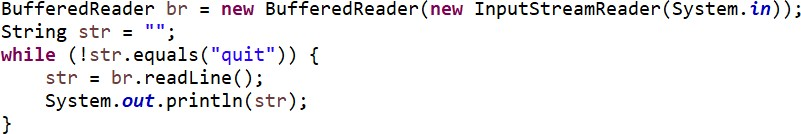 BufferedReader br = new BufferedReader(new InputStreamReader(System.in));
String str = "";
while (!str.equals("quit")) {
    str = br.readLine();
    System.out.println(str);
}